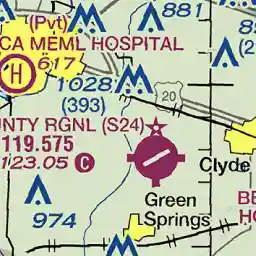 (Pvt)
881
CA MEML HOSPITAL
H 617
1028
(393)
20
UNTY RGNL (S24)
119.575
123.05 C
Clyde
Green
Springs
974
BE
HO